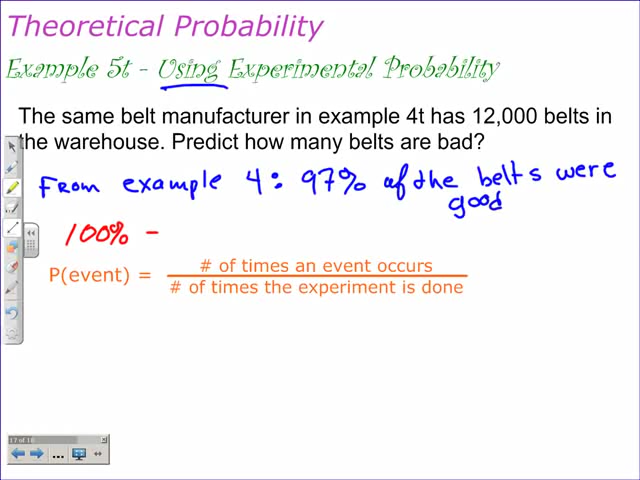 Theoretical Probability
Example 5t - Using Experimental Probability
The same belt manufacturer in example 4t has 12,000 belts in
the warehouse. Predict how many belts are bad?
From example 4: 97% of the belts were
good
100% -
P(event) = # of times an event occurs
# of times the experiment is done
17 of 18
...